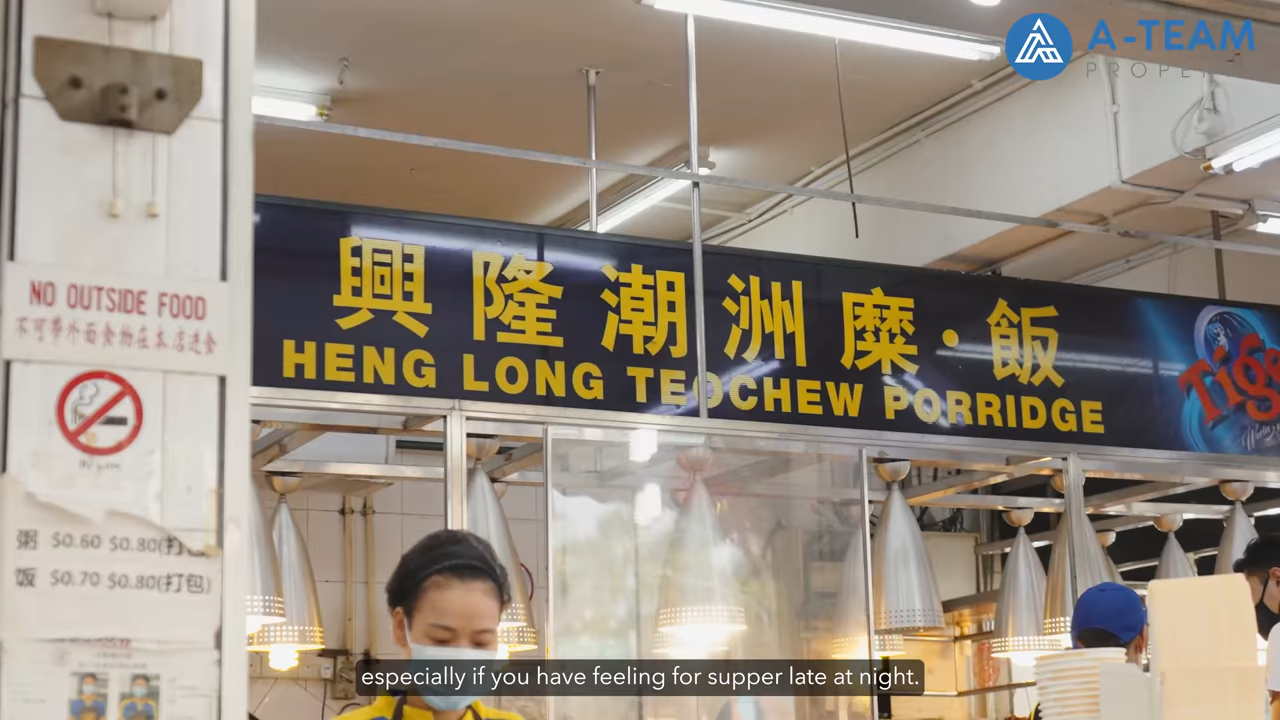 A-TEAM
興隆潮洲糜·飯
HENG LONG TEOCHEW PORRIDGE
NO OUTSIDE FOOD
不可带外面食物在本店进食
粥 $0.60 $0.80(打包)
饭 $0.70 $0.80(打包)
especially if you have feeling for supper late at night.